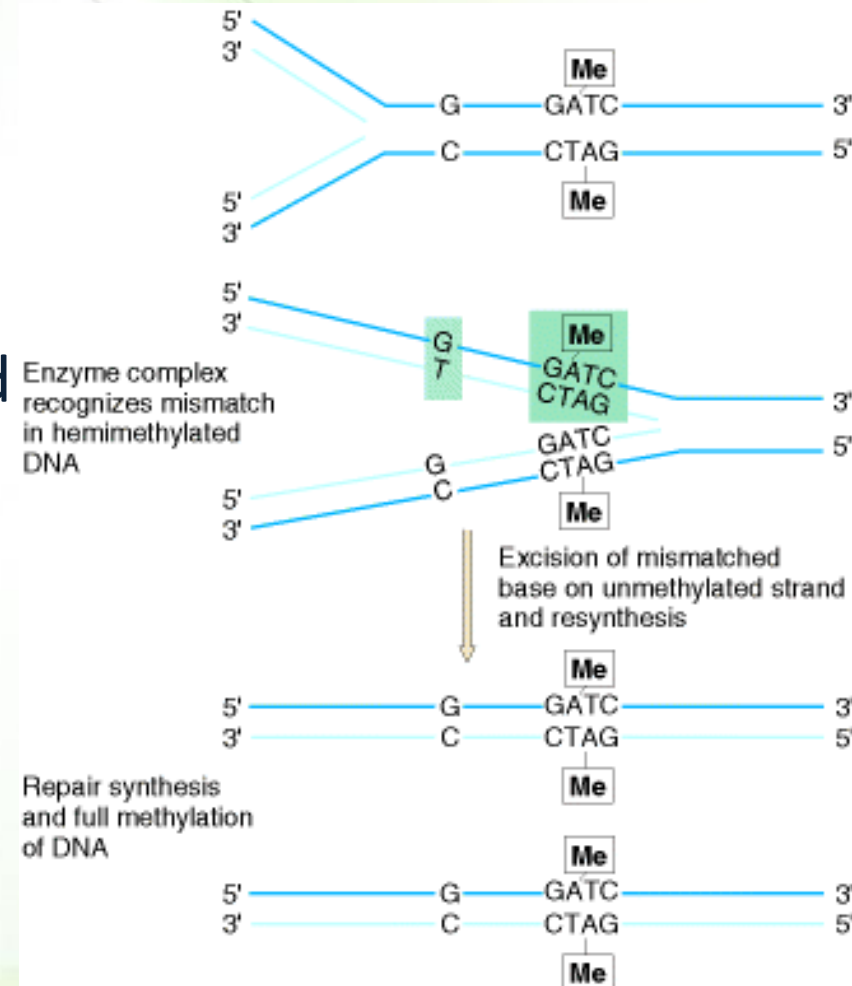 5'
3'
Me
G GATC 3'
C CTAG 5'
Me
5'
3'
5'
3'
Me
G GATC
T CTAG
3'
Enzyme complex
recognizes mismatch
in hemimethylated
DNA
GATC 5'
G CTAG
C
5'
3'
Me
Excision of mismatched
base on unmethylated strand
and resynthesis
Me
5' G GATC 3'
3' C CTAG 5'
Me
Repair synthesis
and full methylation
of DNA
Me
5' G GATC 3'
3' C CTAG 5'
Me